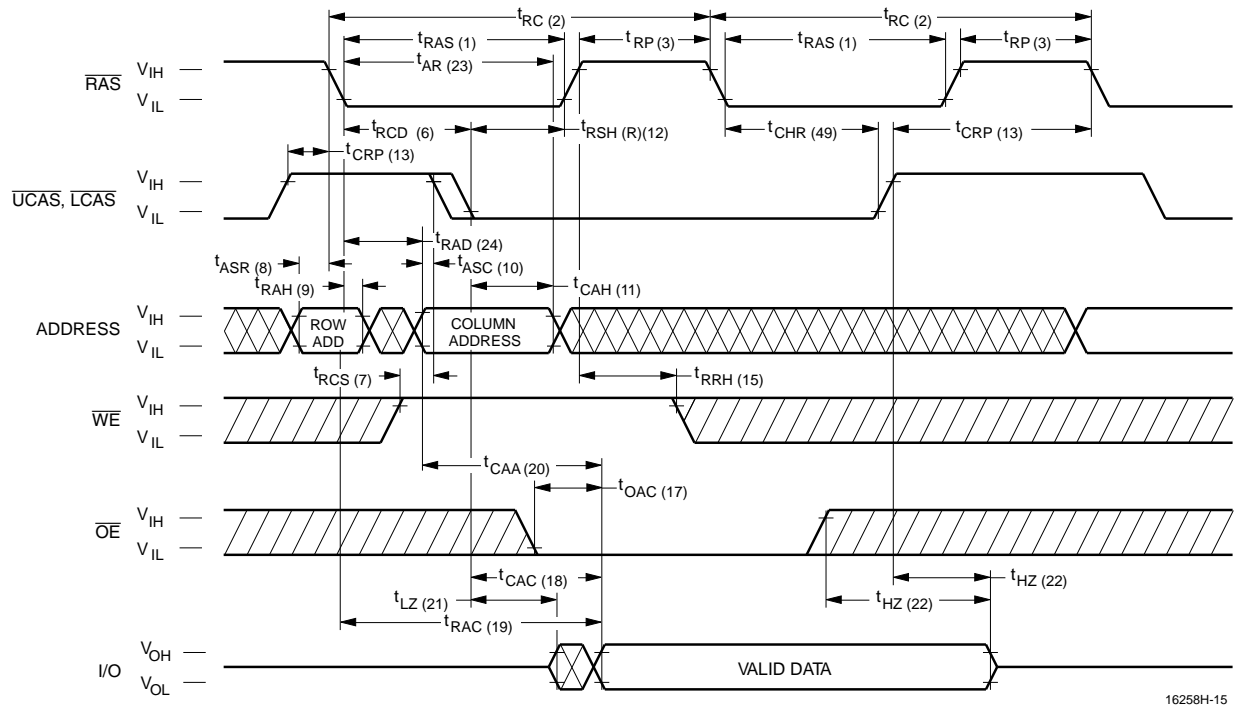 tRC (2) tRC (2)
tRAS (1) tRP (3) tRAS (1) tRP (3)
tAR (23)
RAS VIH
VIL
tRCD (6) tRSH (R)(12) tCHR (49) tCRP (13)
tCRP (13)
UCAS, LCAS VIH
VIL
tRAD (24)
tASR (8) tASC (10)
tRAH (9) tCAH (11)
ADDRESS VIH
VIL
ROW
ADD
COLUMN
ADDRESS
tRCS (7) tRRH (15)
WE VIH
VIL
tCAA (20)
tOAC (17)
OE VIH
VIL
tCAC (18) tHZ (22)
tLZ (21) tHZ (22)
tRAC (19)
I/O VOH
VOL
VALID DATA
16258H-15